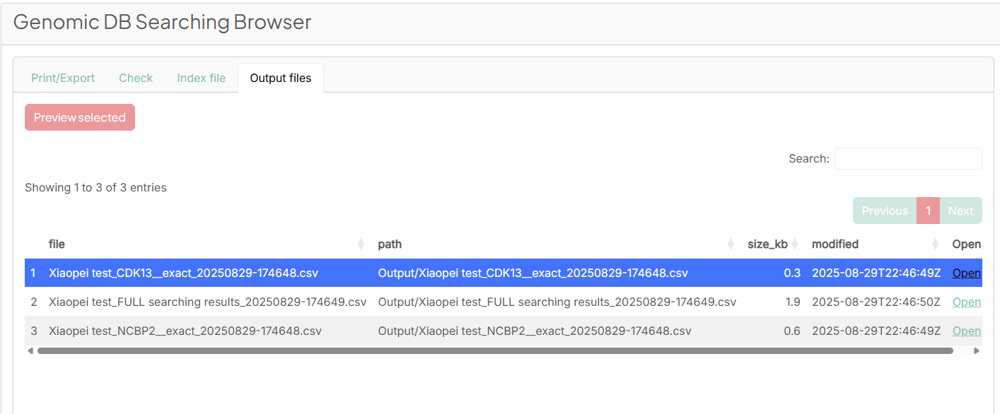 Genomic DB Searching Browser
Print/Export Check Index file Output files
Preview selected
Search:
Showing 1 to 3 of 3 entries
Previous 1 Next
file path size_kb modified Open
1 Xiaopei test_CDK13__exact_20250829-174648.csv Output/Xiaopei test_CDK13__exact_20250829-174648.csv 0.3 2025-08-29T22:46:49Z Open
2 Xiaopei test_FULL searching results_20250829-174649.csv Output/Xiaopei test_FULL searching results_20250829-174649.csv 1.9 2025-08-29T22:46:50Z Open
3 Xiaopei test_NCBP2__exact_20250829-174648.csv Output/Xiaopei test_NCBP2__exact_20250829-174648.csv 0.6 2025-08-29T22:46:49Z Open